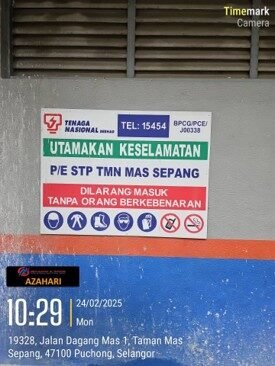 Timemark
Camera
TENAGA
NASIONAL BERHAD
TEL: 15454
BPCG/PCE/
J00338
UTAMAKAN KESELAMATAN
P/E STP TMN MAS SEPANG
DILARANG MASUK
TANPA ORANG BERKEBENARAN
AZAHARI
10:29
24/02/2025
Mon
19328, Jalan Dagang Mas 1, Taman Mas
Sepang, 47100 Puchong, Selangor